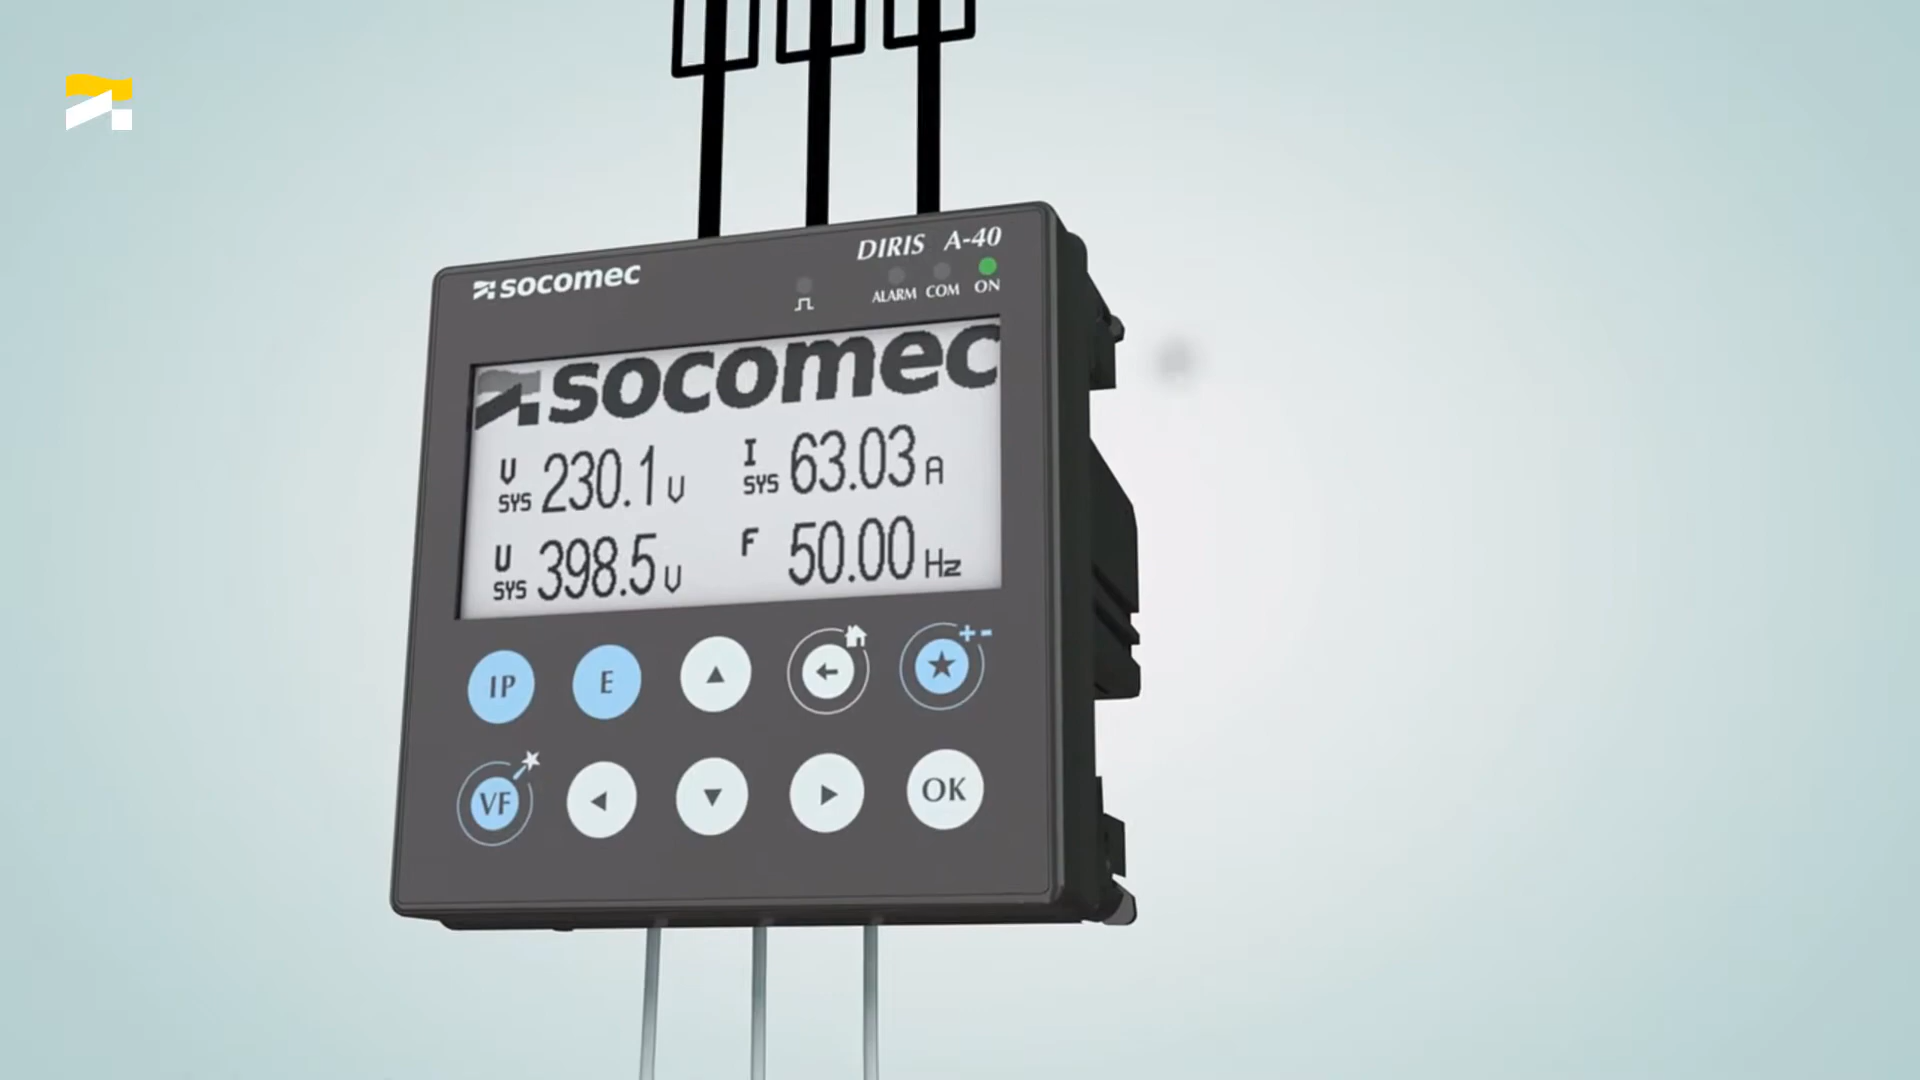 socomec
DIRIS A-40
ALARM COM ON
socomec
V SYS 230.1 V
I SYS 63.03 A
U SYS 398.5 V
F 50.00 Hz
IP E
VF OK